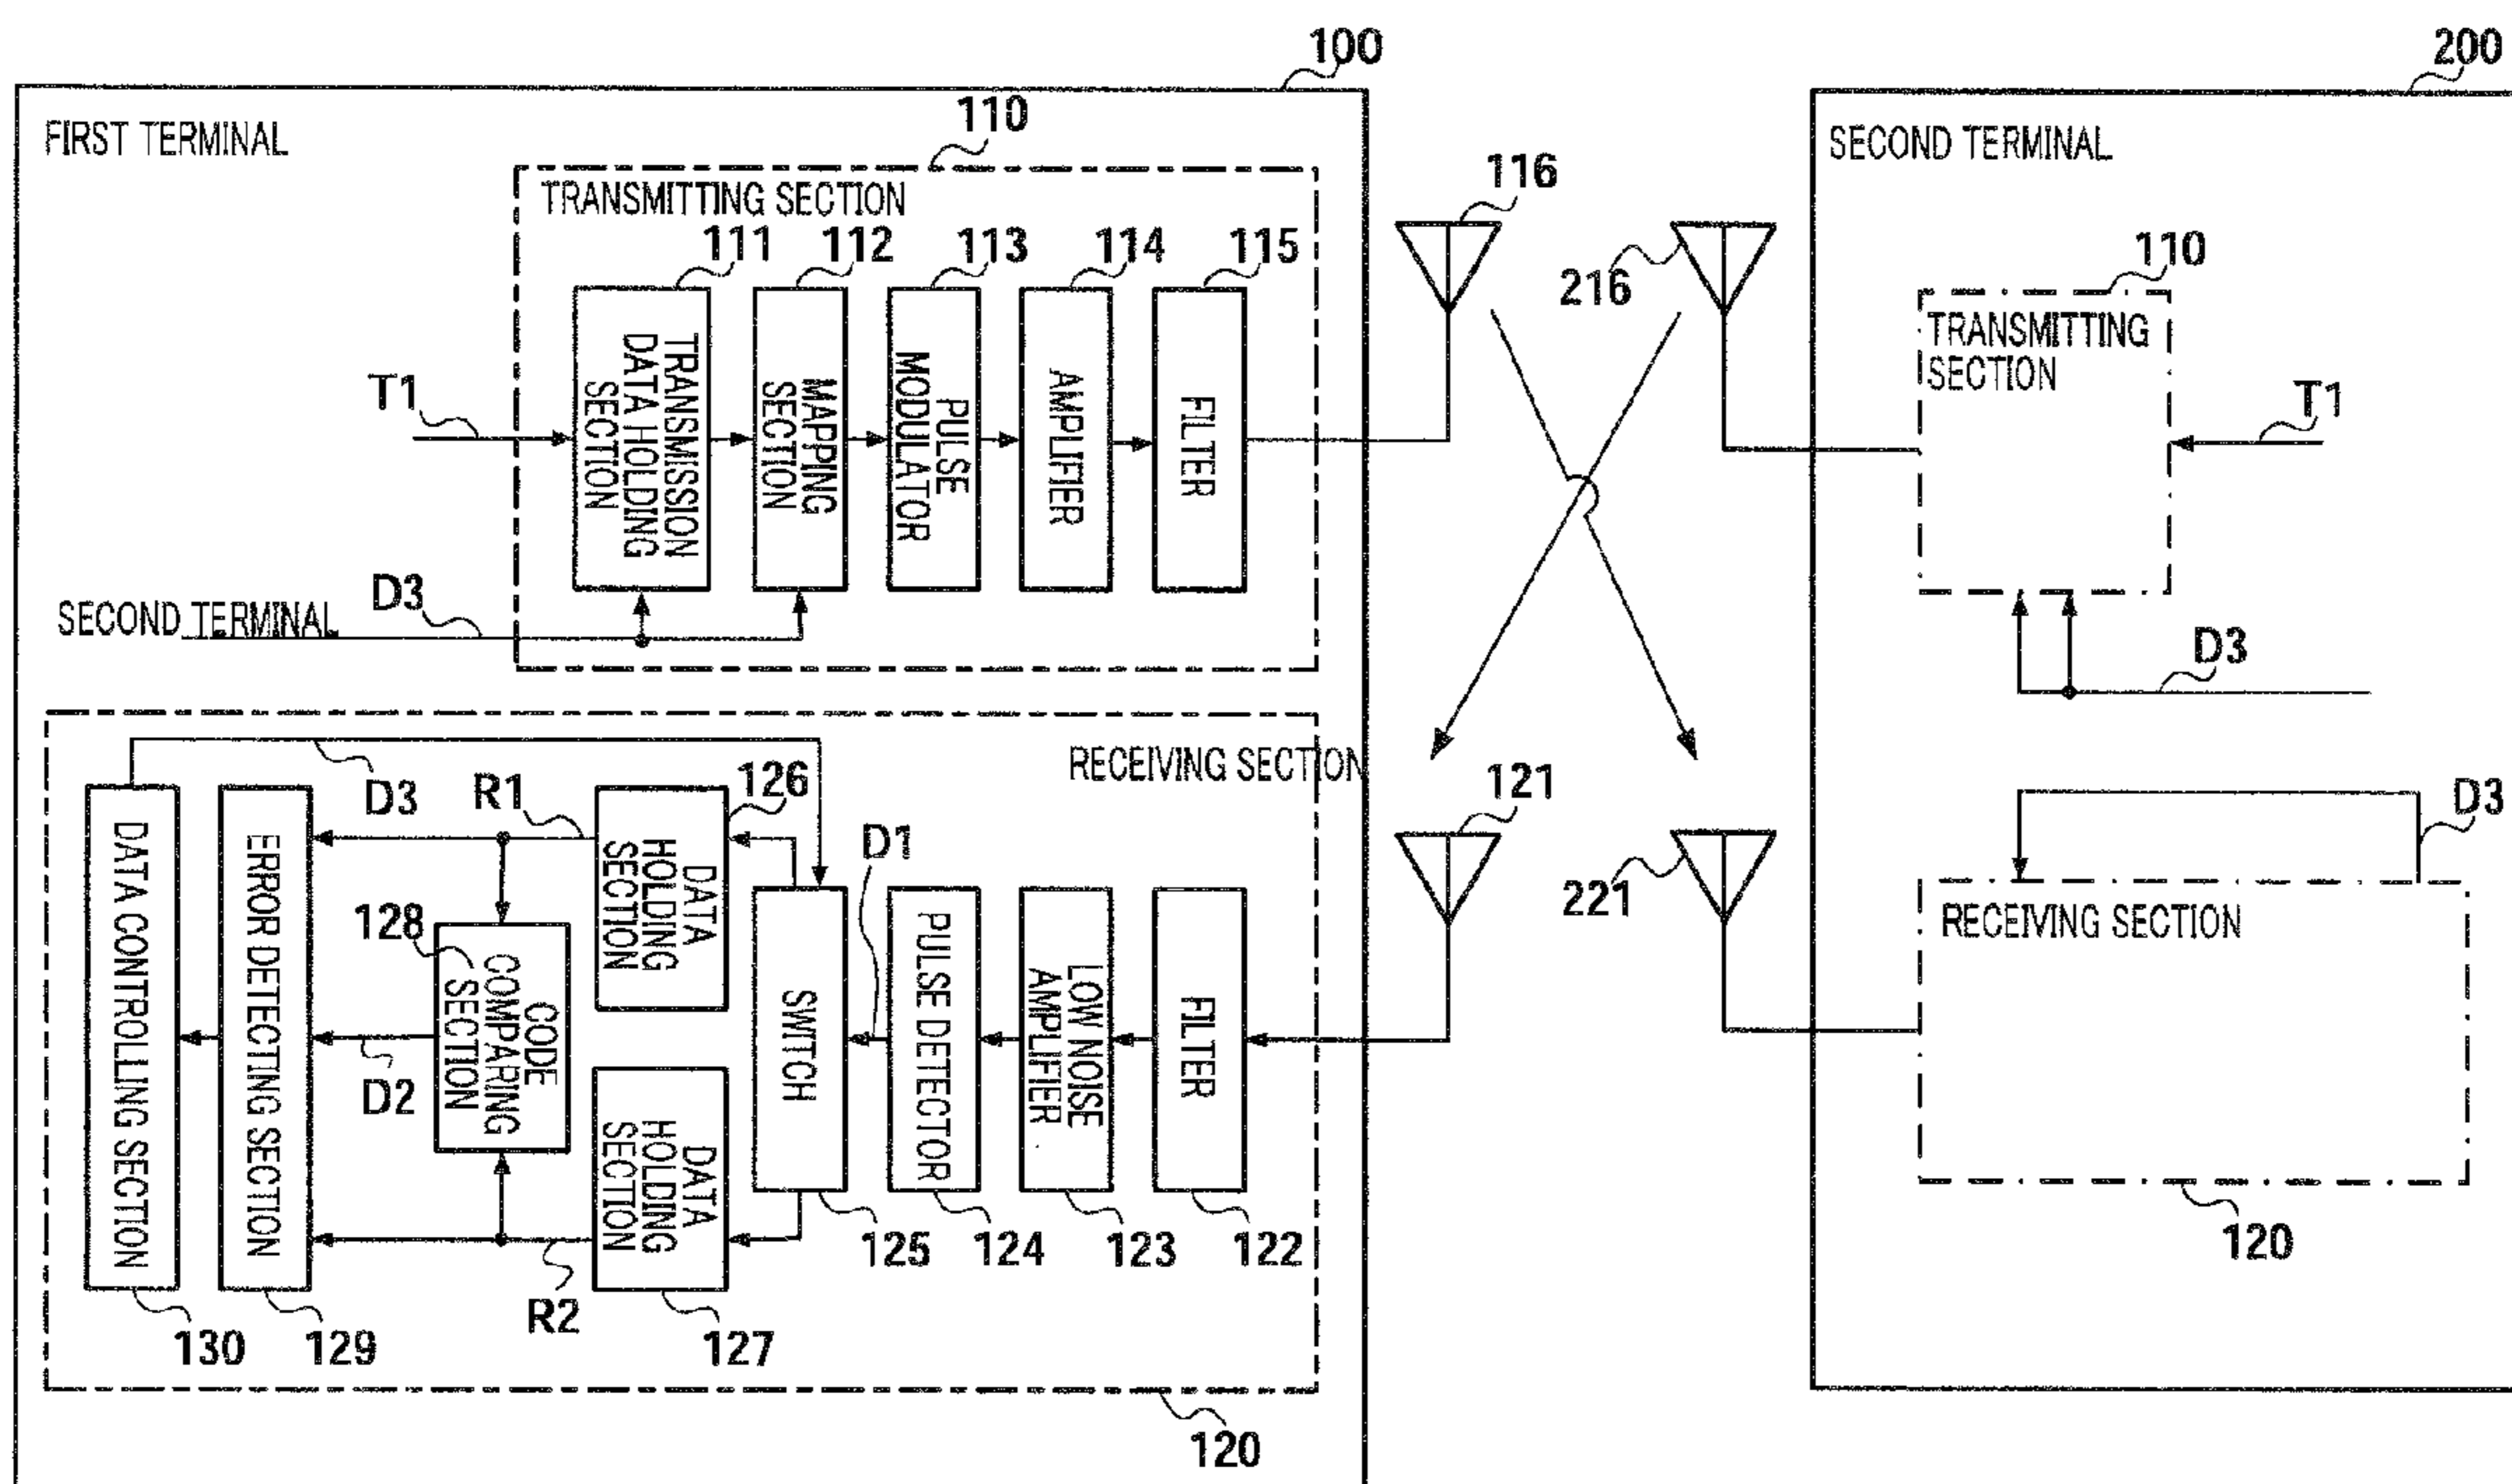 100
200
FIRST TERMINAL
SECOND TERMINAL
110
TRANSMITTING SECTION
111
112
113
114
115
116
216
110
TRANSMITTING
SECTION
T1
T1
TRANSMISSION
DATA HOLDING
SECTION
MAPPING
SECTION
PULSE
MODULATOR
AMPLIFIER
FILTER
SECOND TERMINAL
D3
D3
RECEIVING SECTION
D3
R1
126
D1
121
221
D3
RECEIVING SECTION
DATA CONTROLLING SECTION
ERROR DETECTING SECTION
128
CODE
COMPARING
SECTION
DATA
HOLDING
SECTION
DATA
HOLDING
SECTION
SWITCH
PULSE DETECTOR
LOW NOISE
AMPLIFIER
FILTER
D2
R2
130
129
127
125
124
123
122
120
120